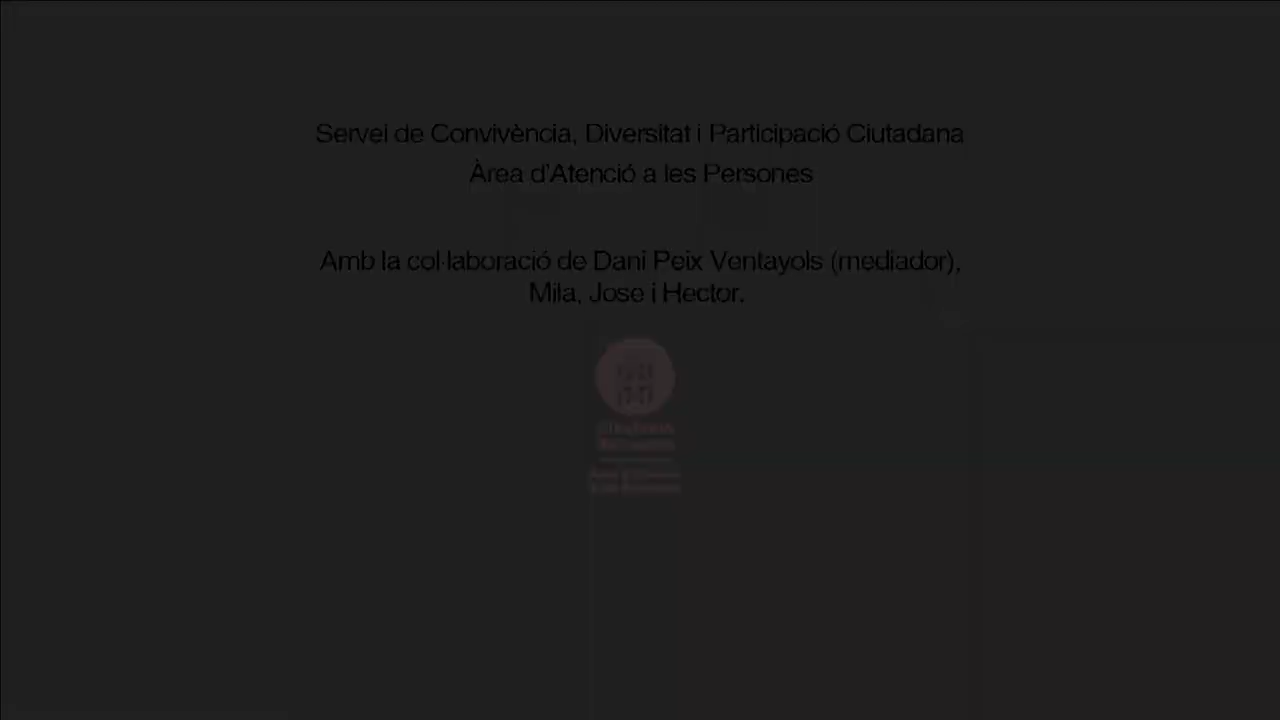 Servei de Convivència, Diversitat i Participació Ciutadana
Àrea d'Atenció a les Persones
Amb la col·laboració de Dani Peix Ventayols (mediador),
Mila, Jose i Hector.